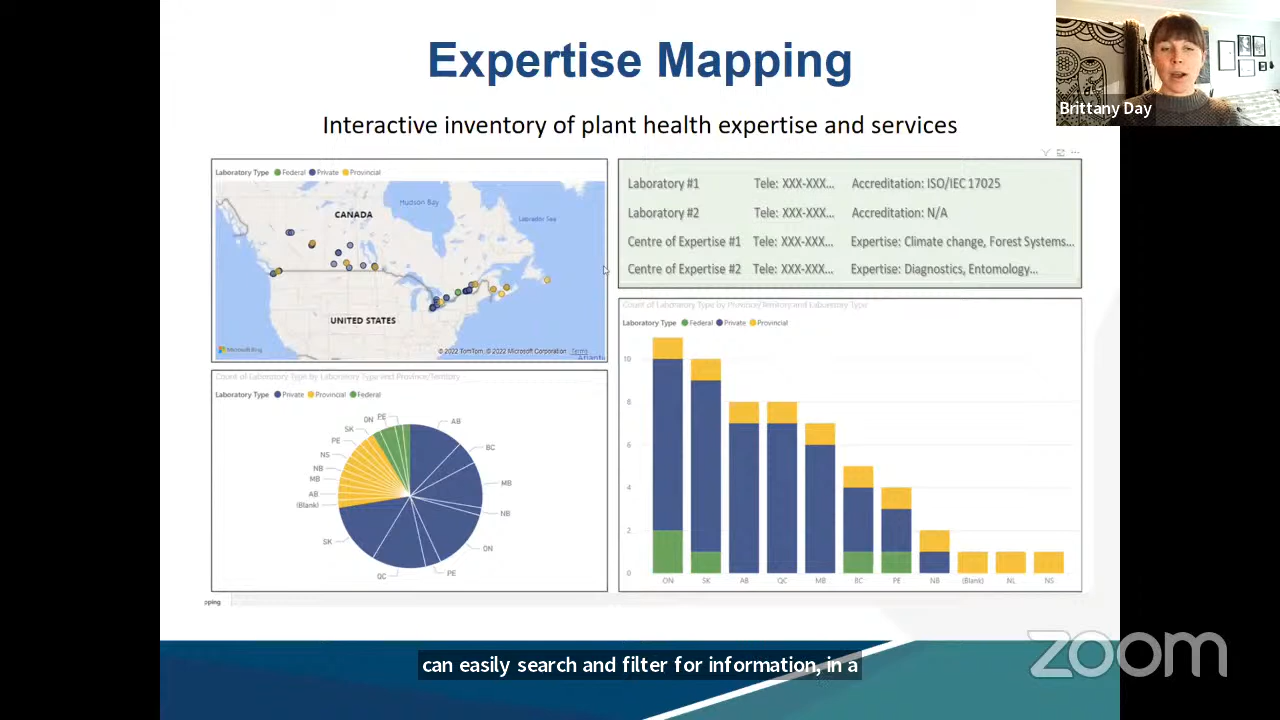 Expertise Mapping
Interactive inventory of plant health expertise and services
Brittany Day
Laboratory Type Federal Private Provincial
CANADA
Hudson Bay
Labrador Sea
UNITED STATES
Microsoft Bing
© 2022 TomTom, © 2022 Microsoft Corporation Terms
Atlantic
Laboratory #1 Tele: XXX-XXX... Accreditation: ISO/IEC 17025
Laboratory #2 Tele: XXX-XXX... Accreditation: N/A
Centre of Expertise #1 Tele: XXX-XXX... Expertise: Climate change, Forest Systems...
Centre of Expertise #2 Tele: XXX-XXX... Expertise: Diagnostics, Entomology...
Count of Laboratory Type by Laboratory Type and Province/Territory
Laboratory Type Private Provincial Federal
ON PE AB
SK BC
PE
NS MB
NB
MB
AB
(Blank) NB
SK ON
QC PE
Count of Laboratory Type by Province/Territory and Laboratory Type
Laboratory Type Federal Private Provincial
10
8
6
4
2
0
ON SK AB QC MB BC PE NB (Blank) NL NS
pping
can easily search and filter for information, in a
zoom